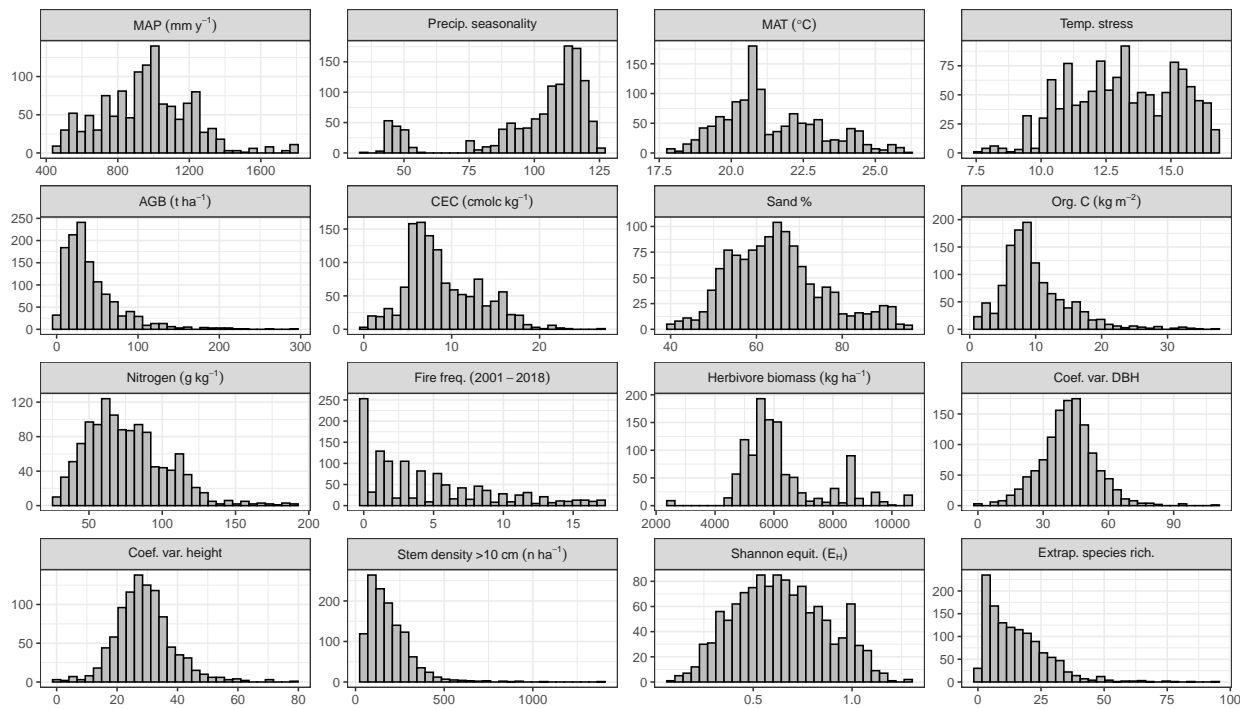 MAP (mm y⁻¹)
Precip. seasonality
MAT (°C)
Temp. stress
100
50
0
400 800 1200 1600
150
100
50
0
50 75 100 125
150
100
50
0
17.5 20.0 22.5 25.0
75
50
25
0
7.5 10.0 12.5 15.0
AGB (t ha⁻¹)
CEC (cmolc kg⁻¹)
Sand %
Org. C (kg m⁻²)
250
200
150
100
50
0
0 100 200 300
150
100
50
0
0 10 20
100
75
50
25
0
40 60 80
200
150
100
50
0
0 10 20 30
Nitrogen (g kg⁻¹)
Fire freq. (2001 − 2018)
Herbivore biomass (kg ha⁻¹)
Coef. var. DBH
120
80
40
0
50 100 150 200
250
200
150
100
50
0
0 5 10 15
200
150
100
50
0
2000 4000 6000 8000 10000
150
100
50
0
0 30 60 90
Coef. var. height
Stem density >10 cm (n ha⁻¹)
Shannon equit. (E_H)
Extrap. species rich.
100
50
0
0 20 40 60 80
200
100
0
0 500 1000
80
60
40
20
0
0.5 1.0
200
150
100
50
0
0 25 50 75 100